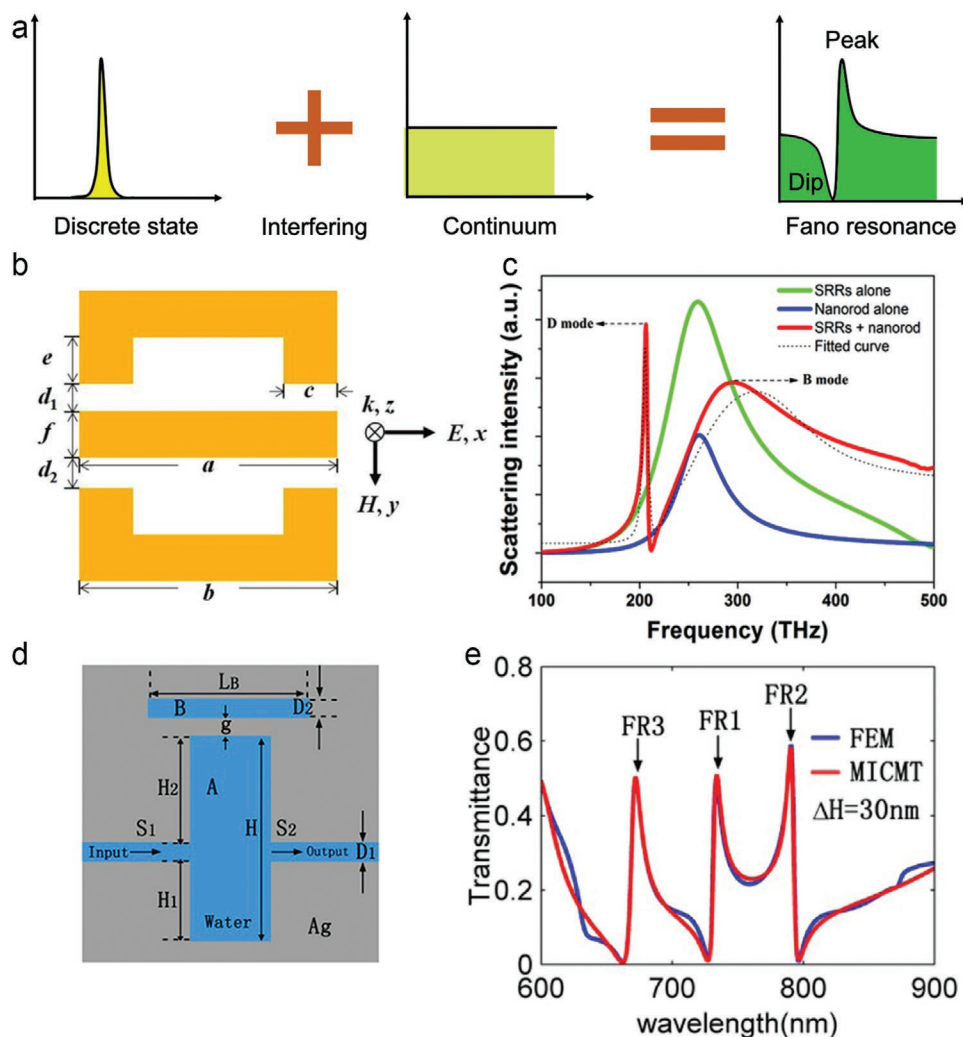 a
Peak
Dip
Discrete state
Interfering
Continuum
Fano resonance
b
e
d1
f
d2
c
a
b
k, z
E, x
H, y
c
Scattering intensity (a.u.)
D mode
SRRs alone
Nanorod alone
SRRs + nanorod
Fitted curve
B mode
100 200 300 400 500
Frequency (THz)
d
LB
B
D2
g
A
H2
H
S1
S2
Input
Output
D1
H1
Water
Ag
e
Transmittance
0.8
0.6
0.4
0.2
0
FR3
FR1
FR2
FEM
MICMT
ΔH=30nm
600 700 800 900
wavelength(nm)